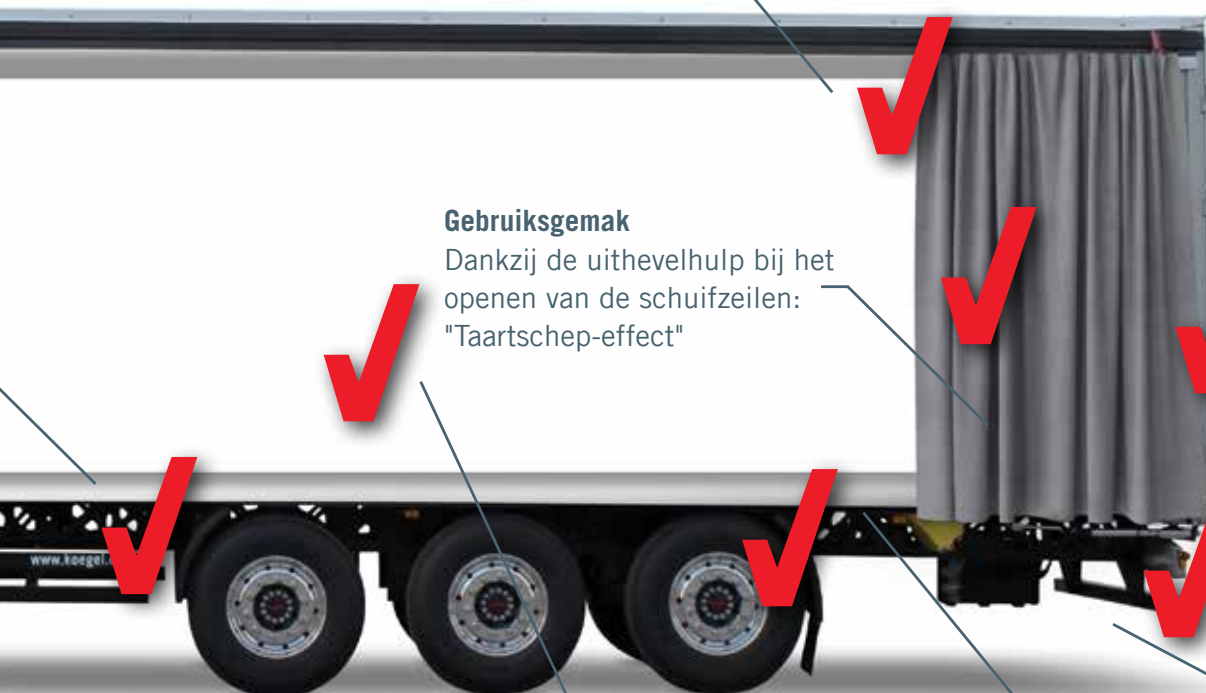 Gebruiksgemak
Dankzij de uithevelhulp bij het
openen van de schuifzeilen:
"Taartschep-effect"
www.koegel.